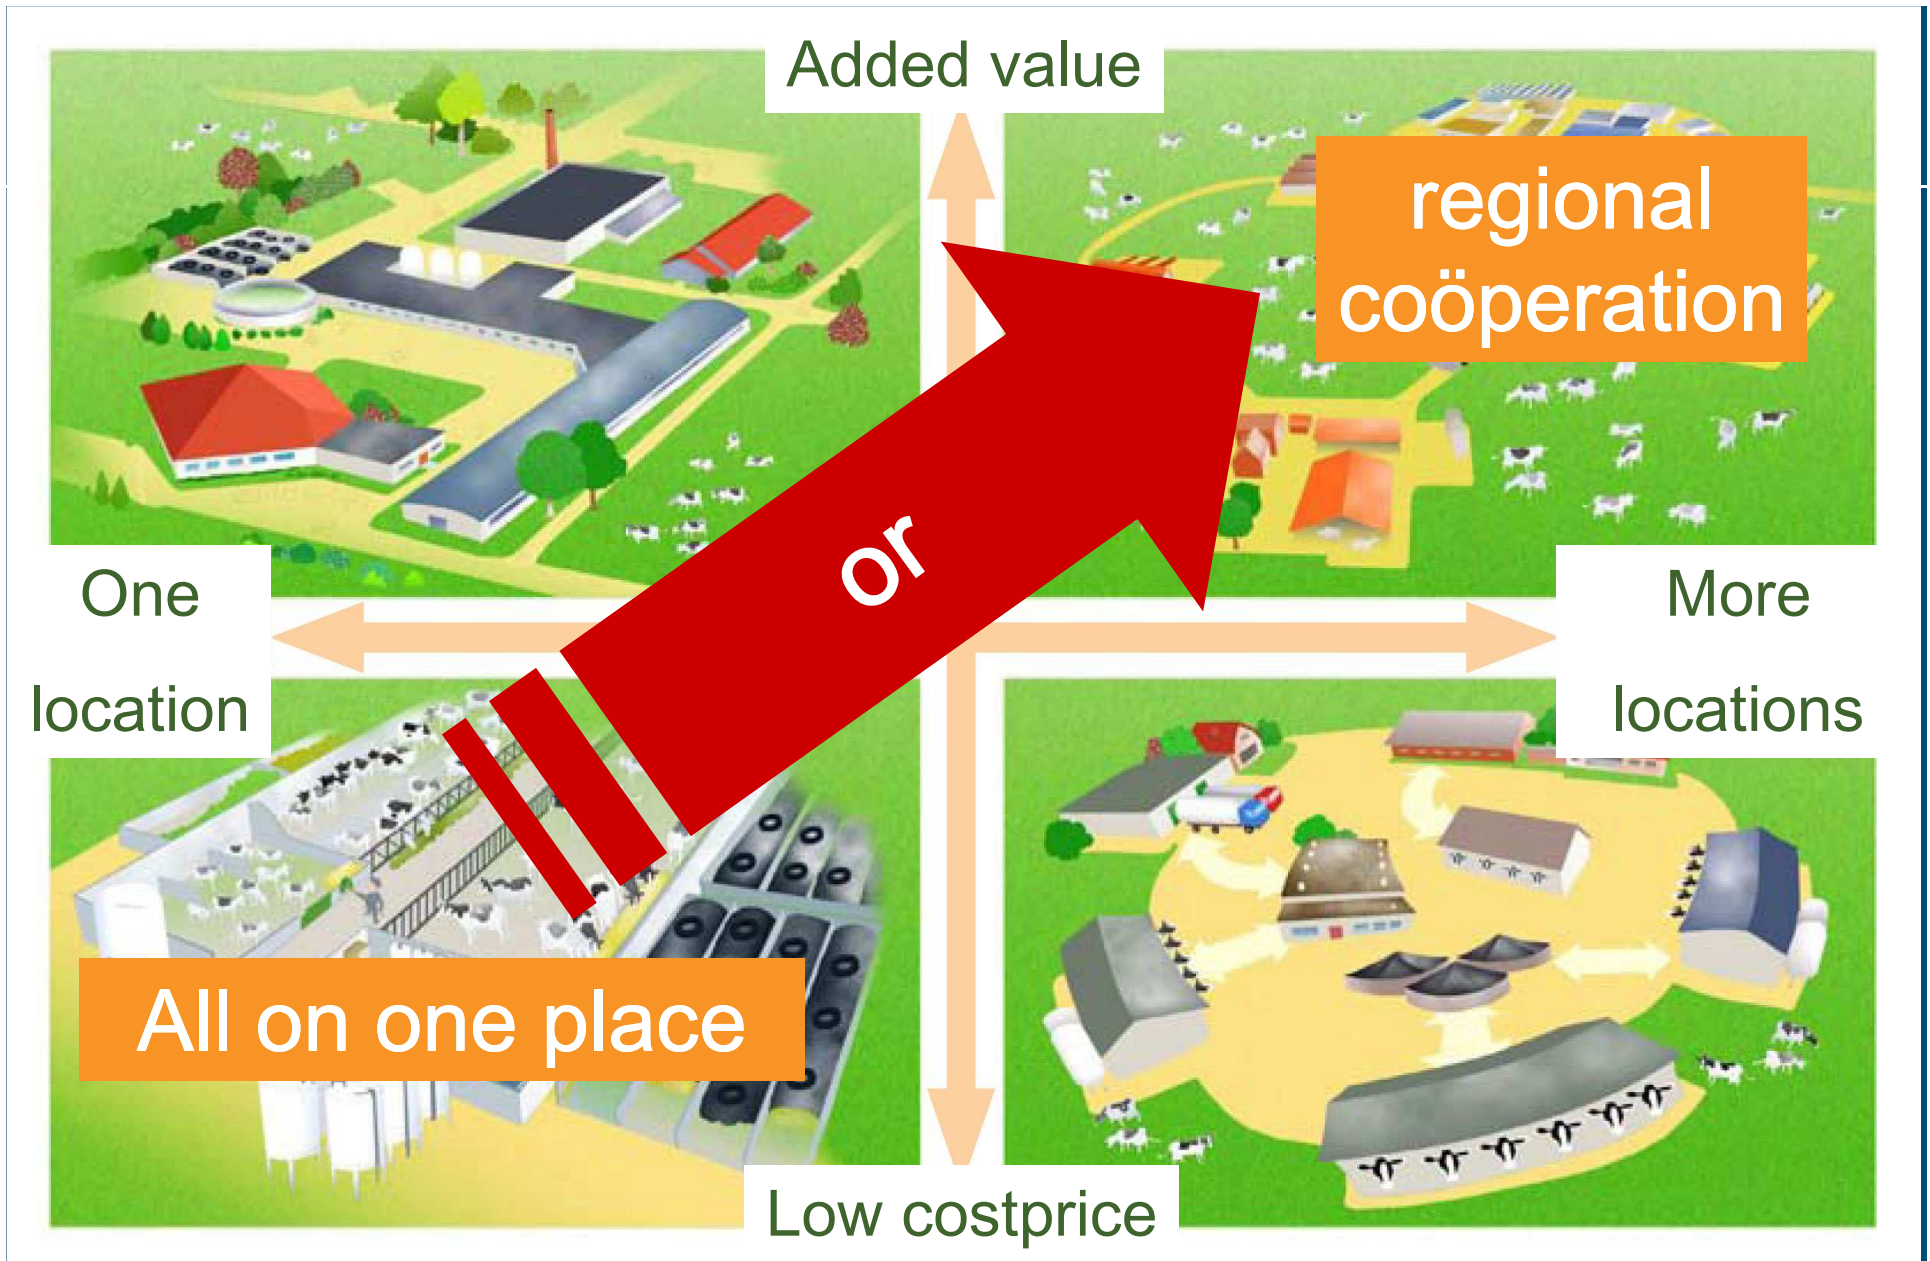 Added value
regional
coöperation
or
One
location
More
locations
All on one place
Low costprice